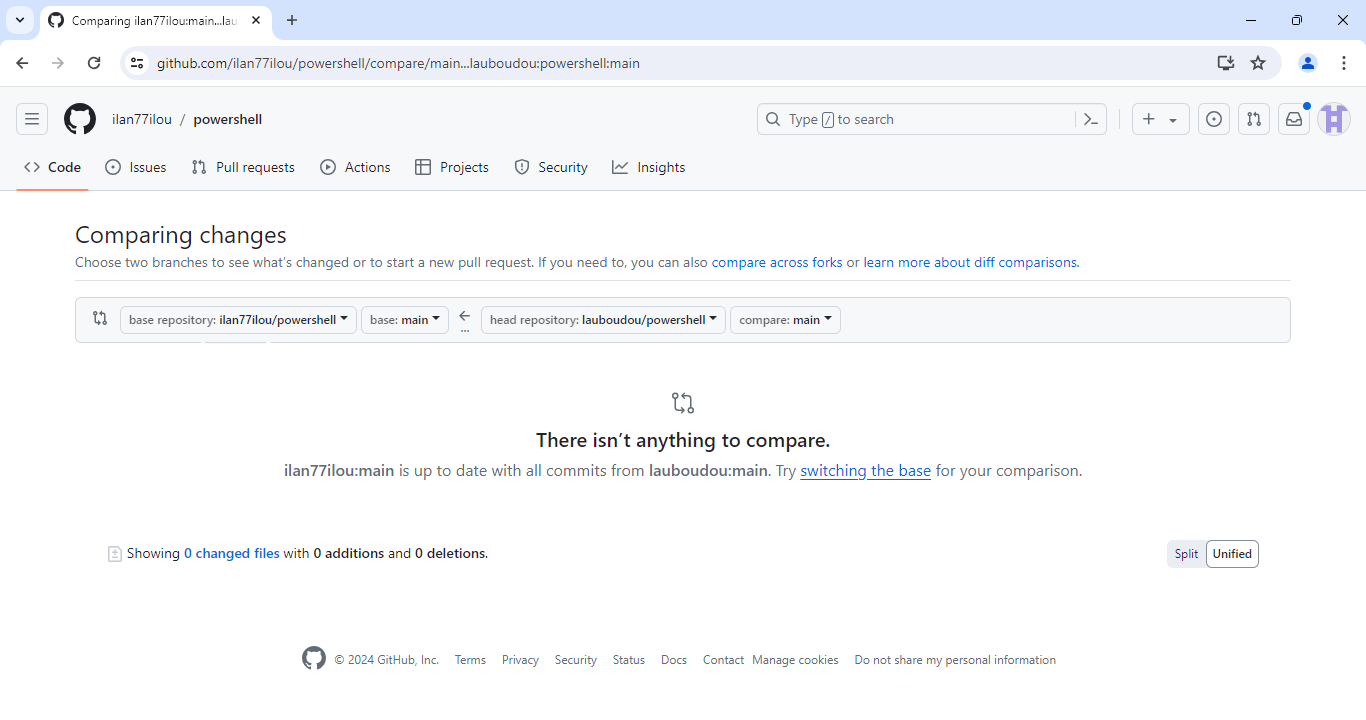 Comparing ilan77ilou:main...lau
github.com/ilan77ilou/powershell/compare/main...lauboudou:powershell:main
ilan77ilou / powershell
Type / to search
Code Issues Pull requests Actions Projects Security Insights
Comparing changes
Choose two branches to see what's changed or to start a new pull request. If you need to, you can also compare across forks or learn more about diff comparisons.
base repository: ilan77ilou/powershell base: main ... head repository: lauboudou/powershell compare: main
There isn't anything to compare.
ilan77ilou:main is up to date with all commits from lauboudou:main. Try switching the base for your comparison.
Showing 0 changed files with 0 additions and 0 deletions.
Split Unified
© 2024 GitHub, Inc. Terms Privacy Security Status Docs Contact Manage cookies Do not share my personal information